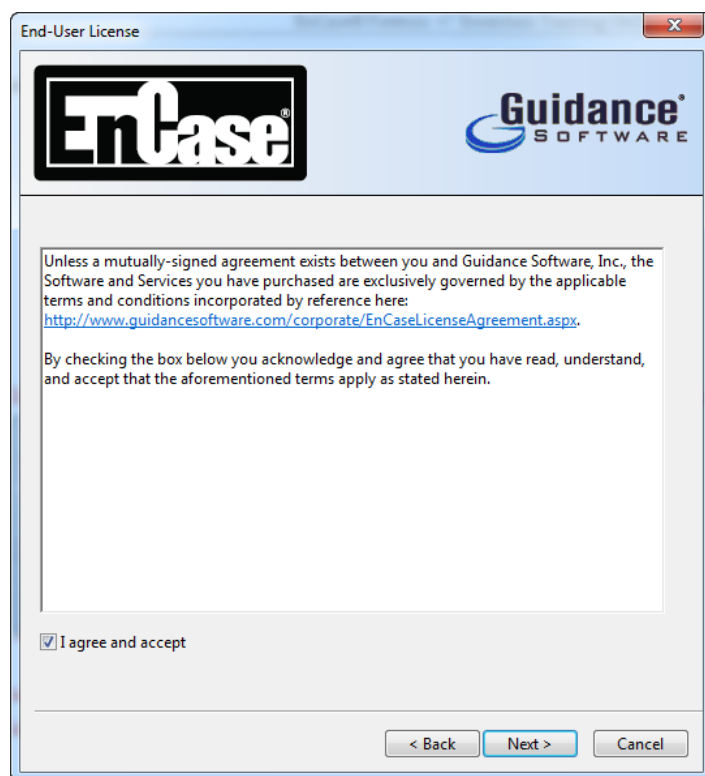 End-User License
EnCase®
Guidance®
SOFTWARE
Unless a mutually-signed agreement exists between you and Guidance Software, Inc., the
Software and Services you have purchased are exclusively governed by the applicable
terms and conditions incorporated by reference here:
http://www.guidancesoftware.com/corporate/EnCaseLicenseAgreement.aspx.
By checking the box below you acknowledge and agree that you have read, understand,
and accept that the aforementioned terms apply as stated herein.
I agree and accept
< Back Next > Cancel